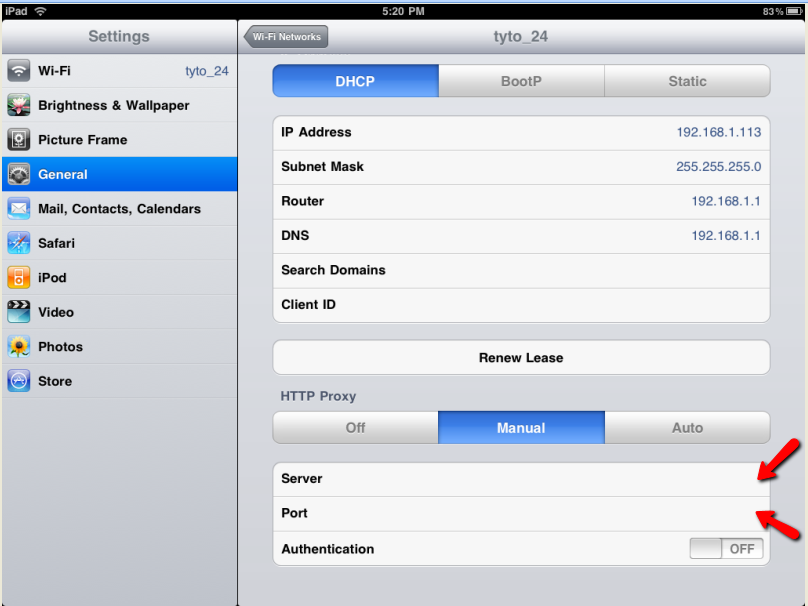 iPad 5:20 PM 83%
Settings
Wi-Fi tyto_24
Brightness & Wallpaper
Picture Frame
General
Mail, Contacts, Calendars
Safari
iPod
Video
Photos
Store
Wi-Fi Networks tyto_24
DHCP BootP Static
IP Address 192.168.1.113
Subnet Mask 255.255.255.0
Router 192.168.1.1
DNS 192.168.1.1
Search Domains
Client ID
Renew Lease
HTTP Proxy
Off Manual Auto
Server
Port
Authentication OFF